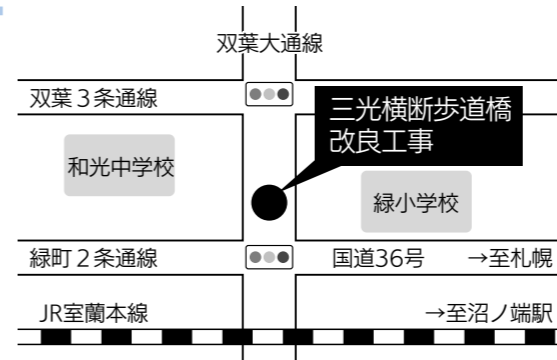 双葉大通線
双葉３条通線
三光横断歩道橋
改良工事
和光中学校
緑小学校
緑町２条通線
国道36号　→至札幌
JR室蘭本線
→至沼ノ端駅